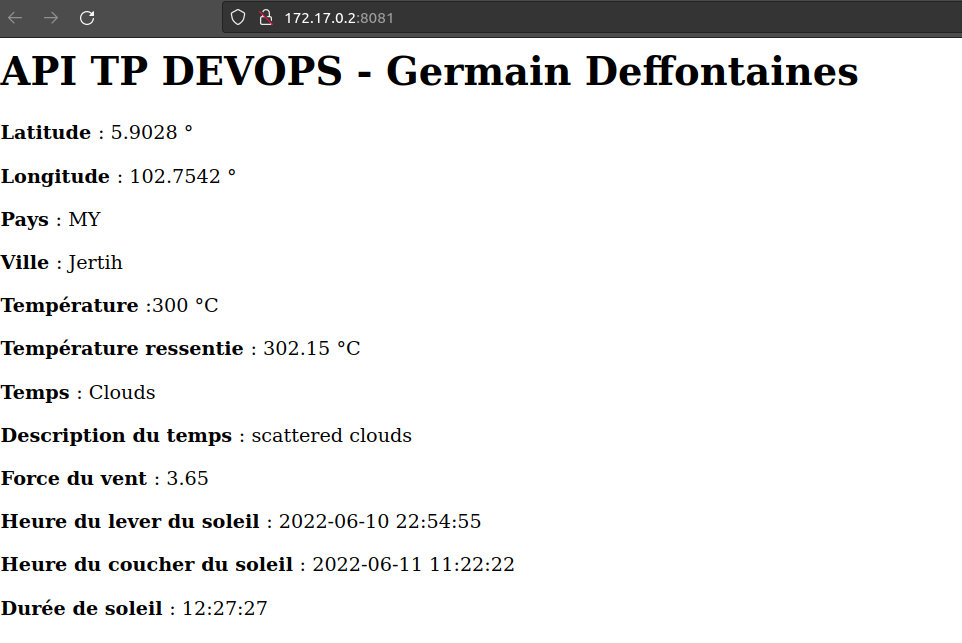 172.17.0.2:8081
API TP DEVOPS - Germain Deffontaines
Latitude : 5.9028 °
Longitude : 102.7542 °
Pays : MY
Ville : Jertih
Température :300 °C
Température ressentie : 302.15 °C
Temps : Clouds
Description du temps : scattered clouds
Force du vent : 3.65
Heure du lever du soleil : 2022-06-10 22:54:55
Heure du coucher du soleil : 2022-06-11 11:22:22
Durée de soleil : 12:27:27